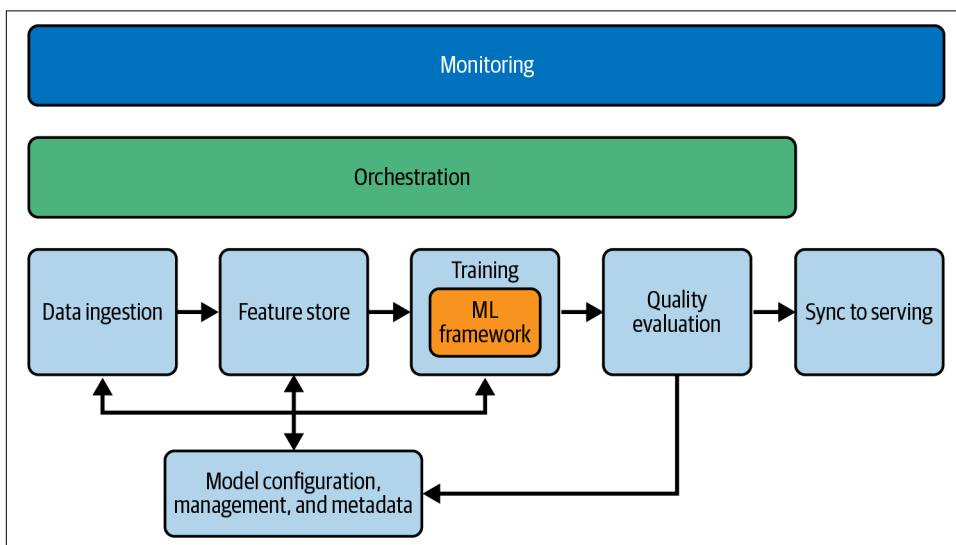 Monitoring
Orchestration
Data ingestion
Feature store
Training
ML
framework
Quality
evaluation
Sync to serving
Model configuration,
management, and metadata